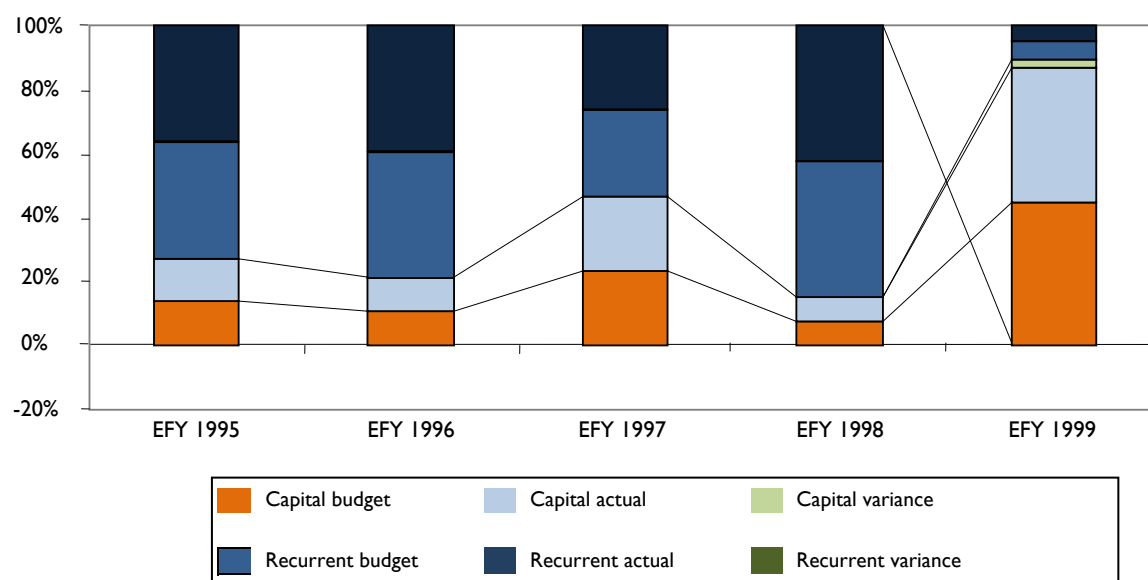 100%
80%
60%
40%
20%
0%
-20%
EFY 1995 EFY 1996 EFY 1997 EFY 1998 EFY 1999
Capital budget Capital actual Capital variance
Recurrent budget Recurrent actual Recurrent variance